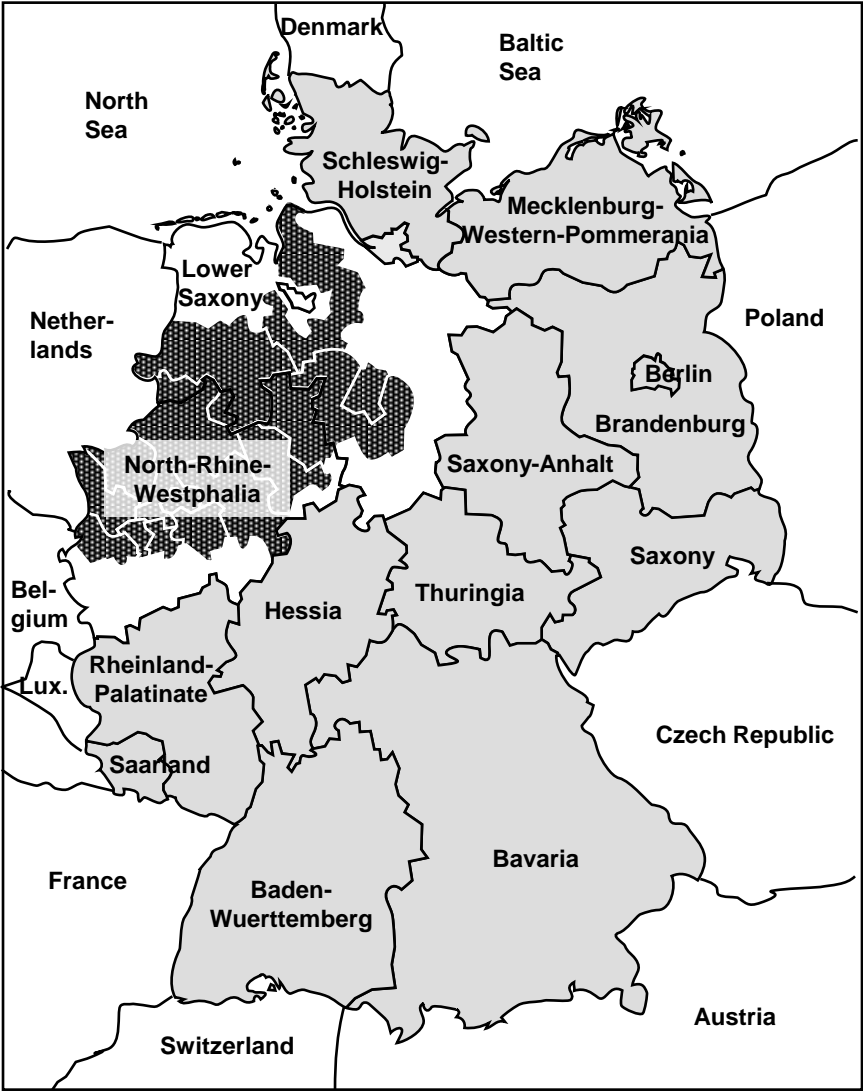 Denmark
Baltic
Sea
North
Sea
Schleswig-
Holstein
Mecklenburg-
Western-Pommerania
Lower
Saxony
Nether-
lands
Poland
Berlin
Brandenburg
North-Rhine-
Westphalia
Saxony-Anhalt
Saxony
Bel-
gium
Hessia
Thuringia
Rheinland-
Palatinate
Lux.
Czech Republic
Saarland
France
Bavaria
Baden-
Wuerttemberg
Austria
Switzerland